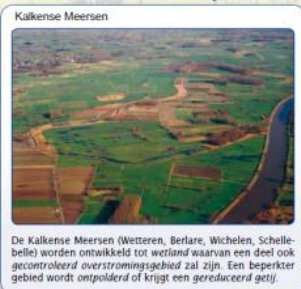 Kalkense Meersen
De Kalkense Meersen (Wetteren, Berlare, Wichelen, Schelle-
belle) worden ontwikkeld tot wetland waarvan een deel ook
gecontroleerd overstromingsgebied zal zijn. Een beperkter
gebied wordt ontpolderd of krijgt een gereduceerd getij.